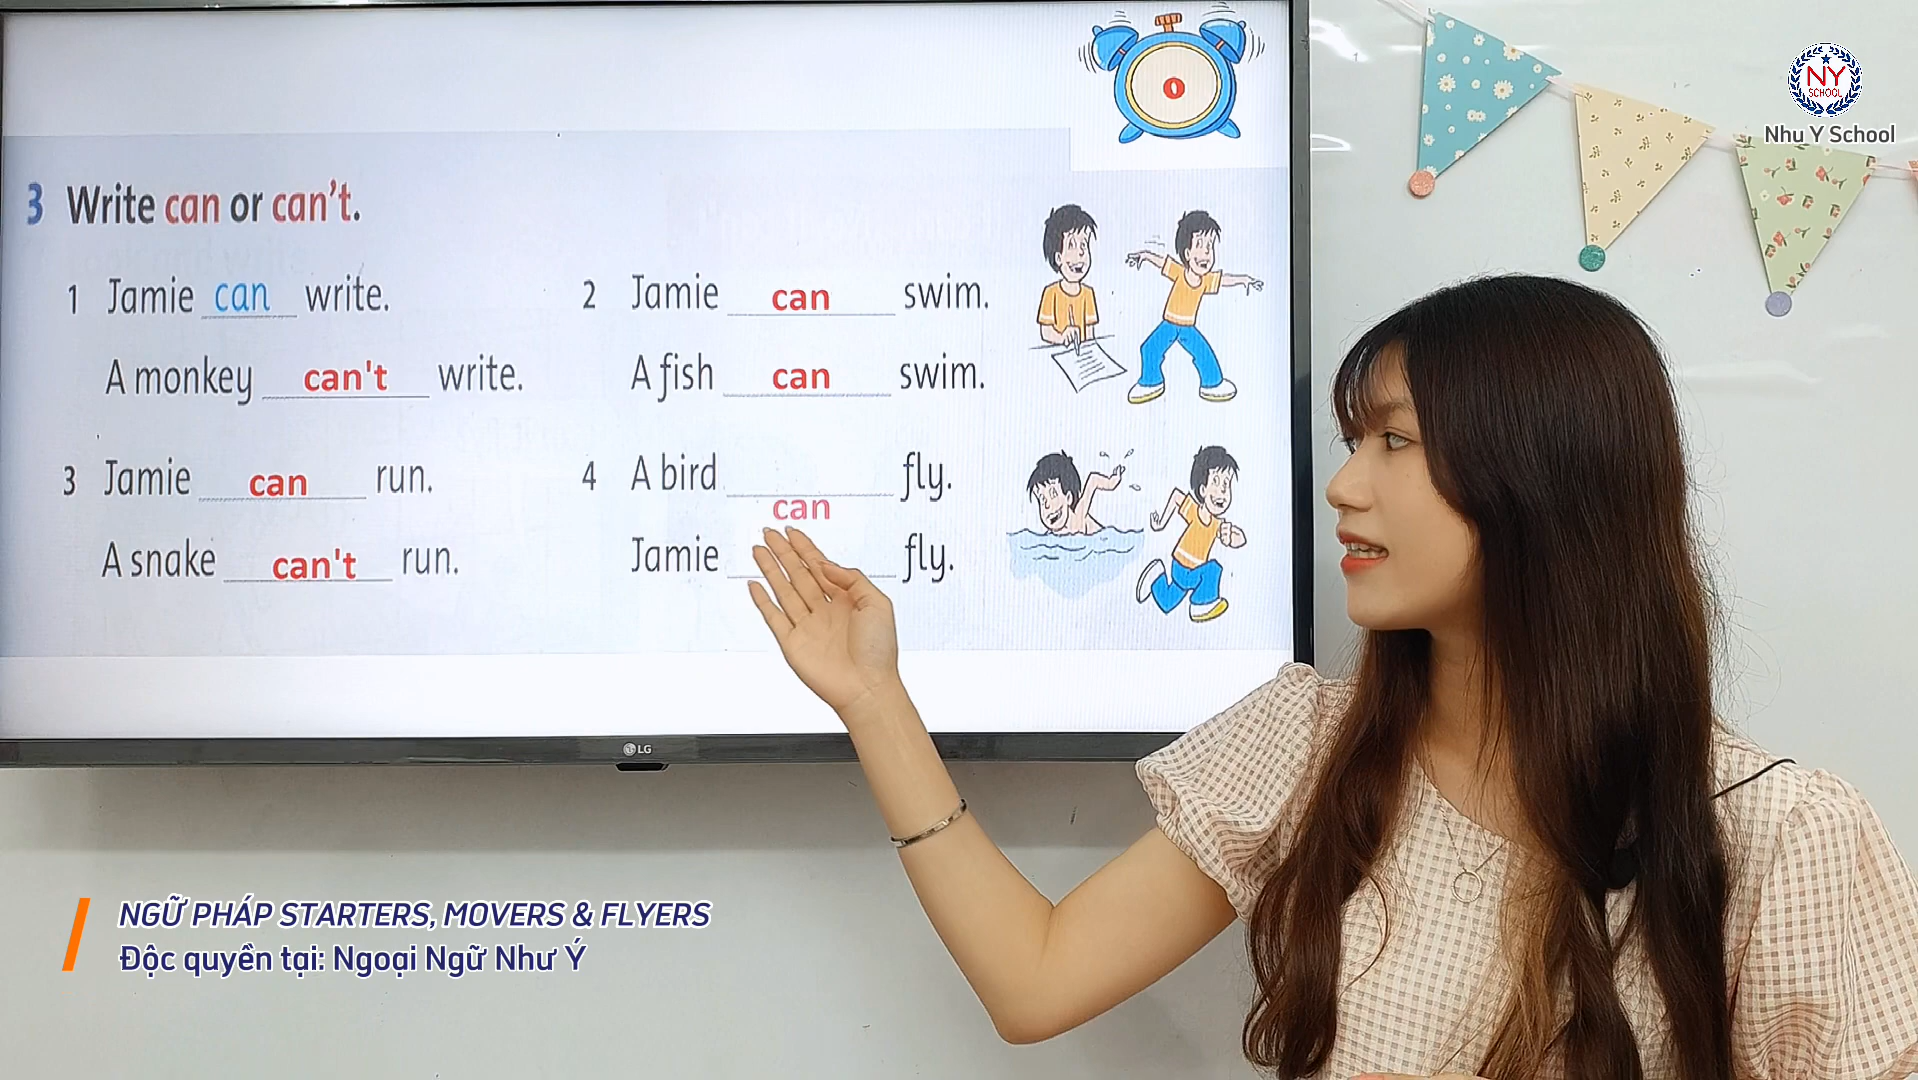 0
NY
SCHOOL
Nhu Y School
3 Write can or can't.
1 Jamie can write.
A monkey can't write.
2 Jamie can swim.
A fish can swim.
3 Jamie can run.
A snake can't run.
4 A bird can fly.
Jamie fly.
LG
NGỮ PHÁP STARTERS, MOVERS & FLYERS
Độc quyền tại: Ngoại Ngữ Như Ý